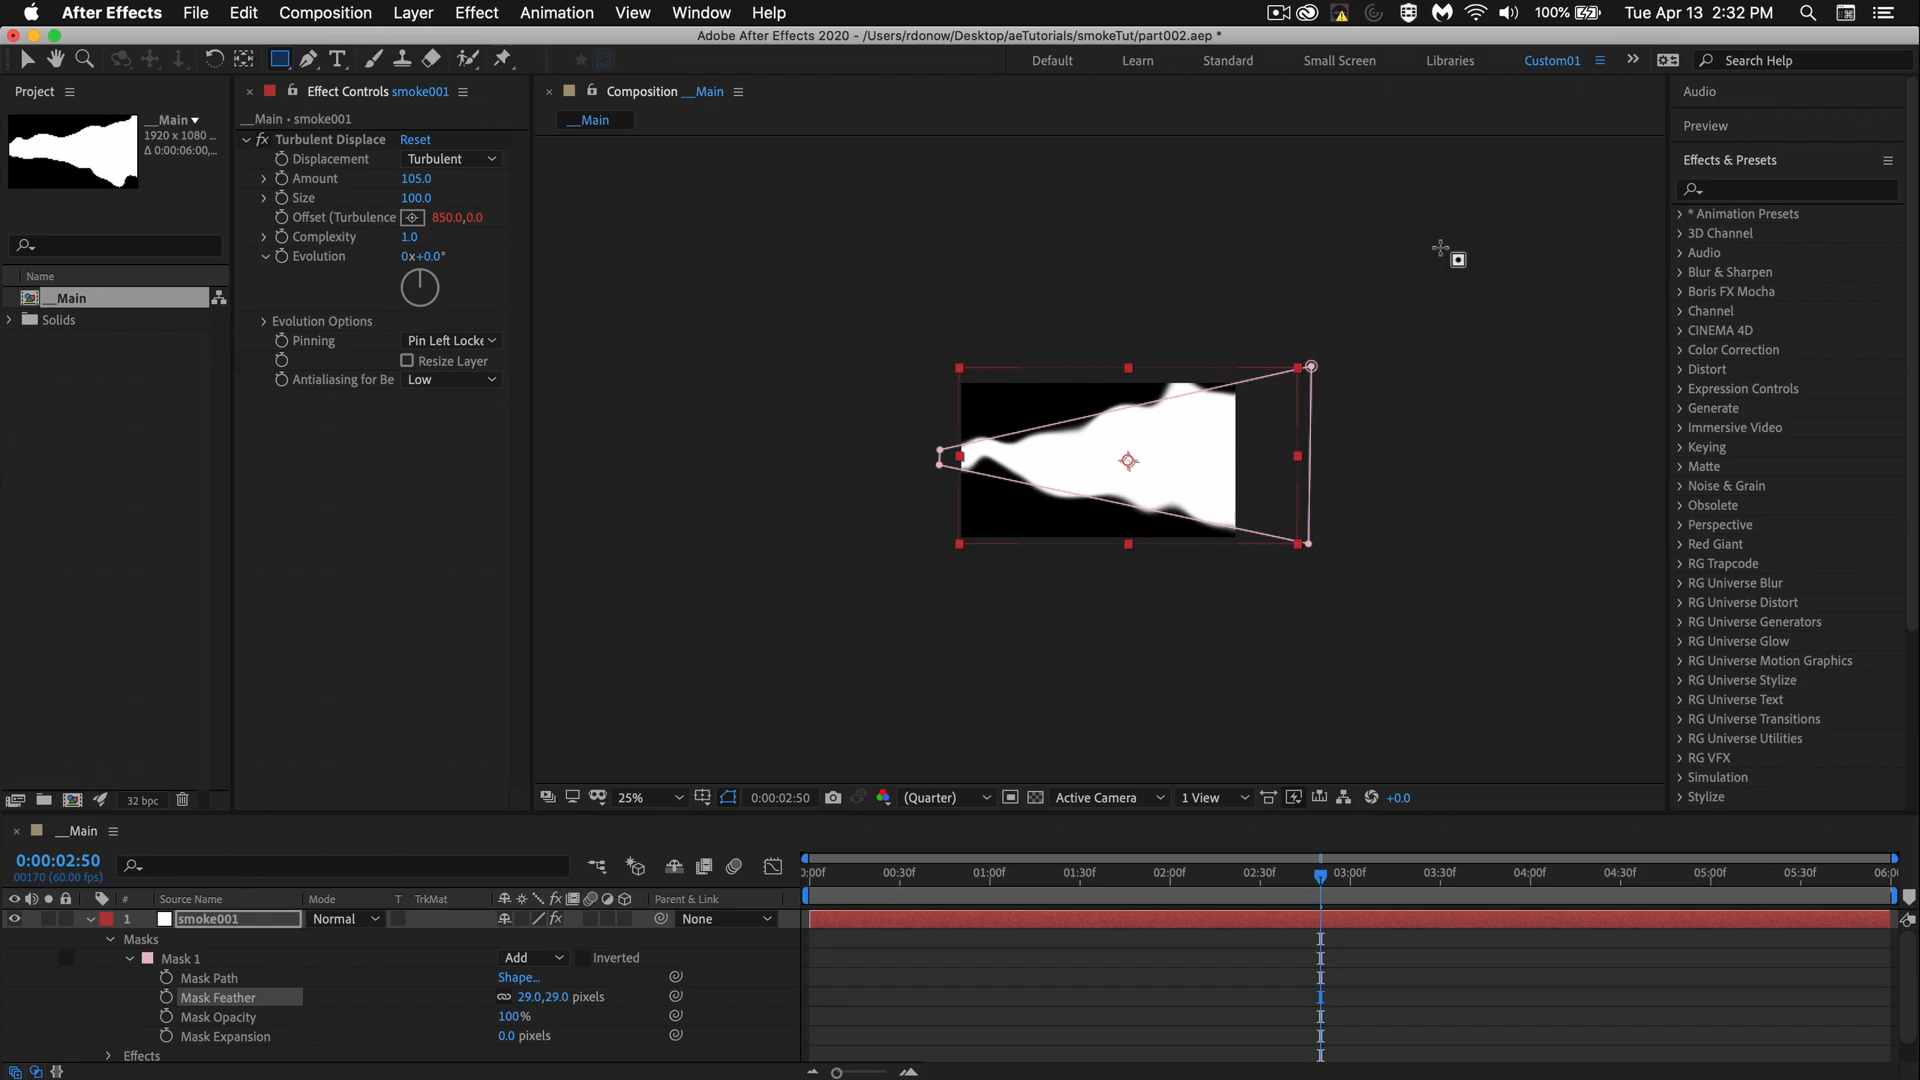 After Effects File Edit Composition Layer Effect Animation View Window Help 100% Tue Apr 13 2:32 PM
Adobe After Effects 2020 - /Users/rdonow/Desktop/aeTutorials/smokeTut/part002.aep *
Default Learn Standard Small Screen Libraries Custom01 Search Help
Project
__Main
1920 x 1080 ...
Δ 0:00:06:00,...
Name
__Main
Solids
32 bpc
Effect Controls smoke001
__Main • smoke001
fx Turbulent Displace Reset
Displacement Turbulent
Amount 105.0
Size 100.0
Offset (Turbulence 850.0,0.0
Complexity 1.0
Evolution 0x+0.0°
Evolution Options
Pinning Pin Left Locke
Resize Layer
Antialiasing for Be Low
Composition __Main
__Main
25% 0:00:02:50 (Quarter) Active Camera 1 View +0.0
Audio
Preview
Effects & Presets
* Animation Presets
3D Channel
Audio
Blur & Sharpen
Boris FX Mocha
Channel
CINEMA 4D
Color Correction
Distort
Expression Controls
Generate
Immersive Video
Keying
Matte
Noise & Grain
Obsolete
Perspective
Red Giant
RG Trapcode
RG Universe Blur
RG Universe Distort
RG Universe Generators
RG Universe Glow
RG Universe Motion Graphics
RG Universe Stylize
RG Universe Text
RG Universe Transitions
RG Universe Utilities
RG VFX
Simulation
Stylize
__Main
0:00:02:50
00170 (60.00 fps)
# Source Name Mode T TrkMat fx Parent & Link
1 smoke001 Normal fx None
Masks
Mask 1 Add Inverted
Mask Path Shape...
Mask Feather 29.0,29.0 pixels
Mask Opacity 100%
Mask Expansion 0.0 pixels
Effects
):00f 00:30f 01:00f 01:30f 02:00f 02:30f 03:00f 03:30f 04:00f 04:30f 05:00f 05:30f 06:0